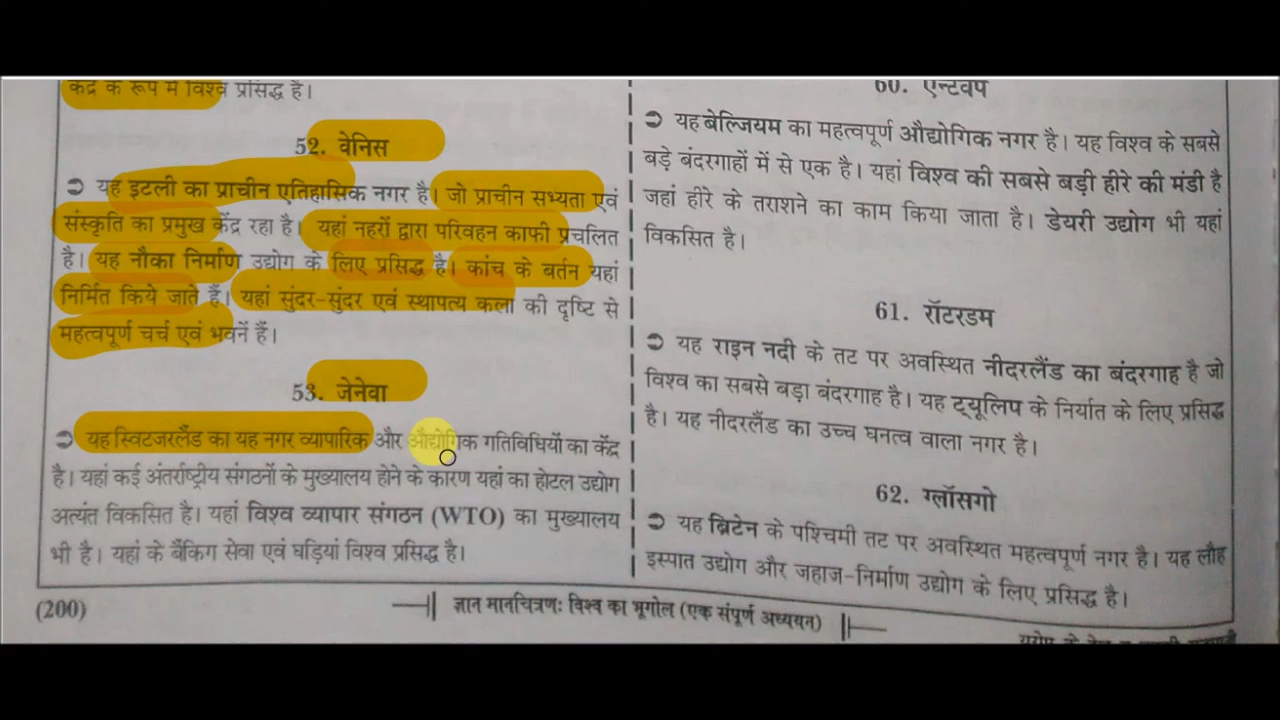 केंद्र के रूप में विश्व प्रसिद्ध है।
52. वेनिस
➲ यह इटली का प्राचीन एतिहासिक नगर है। जो प्राचीन सभ्यता एवं
संस्कृति का प्रमुख केंद्र रहा है। यहां नहरों द्वारा परिवहन काफी प्रचलित
है। यह नौका निर्माण उद्योग के लिए प्रसिद्ध है। कांच के बर्तन यहां
निर्मित किये जाते हैं। यहां सुंदर-सुंदर एवं स्थापत्य कला की दृष्टि से
महत्वपूर्ण चर्च एवं भवनें हैं।
53. जेनेवा
➲ यह स्विटजरलैंड का यह नगर व्यापारिक और औद्योगिक गतिविधियों का केंद्र
है। यहां कई अंतर्राष्ट्रीय संगठनों के मुख्यालय होने के कारण यहां का होटल उद्योग
अत्यंत विकसित है। यहां विश्व व्यापार संगठन (WTO) का मुख्यालय
भी है। यहां के बैंकिग सेवा एवं घड़ियां विश्व प्रसिद्ध है।
60. एन्टवर्प
➲ यह बेल्जियम का महत्वपूर्ण औद्योगिक नगर है। यह विश्व के सबसे
बड़े बंदरगाहों में से एक है। यहां विश्व की सबसे बड़ी हीरे की मंडी है
जहां हीरे के तराशने का काम किया जाता है। डेयरी उद्योग भी यहां
विकसित है।
61. रॉटरडम
➲ यह राइन नदी के तट पर अवस्थित नीदरलैंड का बंदरगाह है जो
विश्व का सबसे बड़ा बंदरगाह है। यह ट्यूलिप के निर्यात के लिए प्रसिद्ध
है। यह नीदरलैंड का उच्च घनत्व वाला नगर है।
62. ग्लॉसगो
➲ यह ब्रिटेन के पश्चिमी तट पर अवस्थित महत्वपूर्ण नगर है। यह लौह
इस्पात उद्योग और जहाज-निर्माण उद्योग के लिए प्रसिद्ध है।
(200)
ज्ञान मानचित्रण: विश्व का भूगोल (एक संपूर्ण अध्ययन)